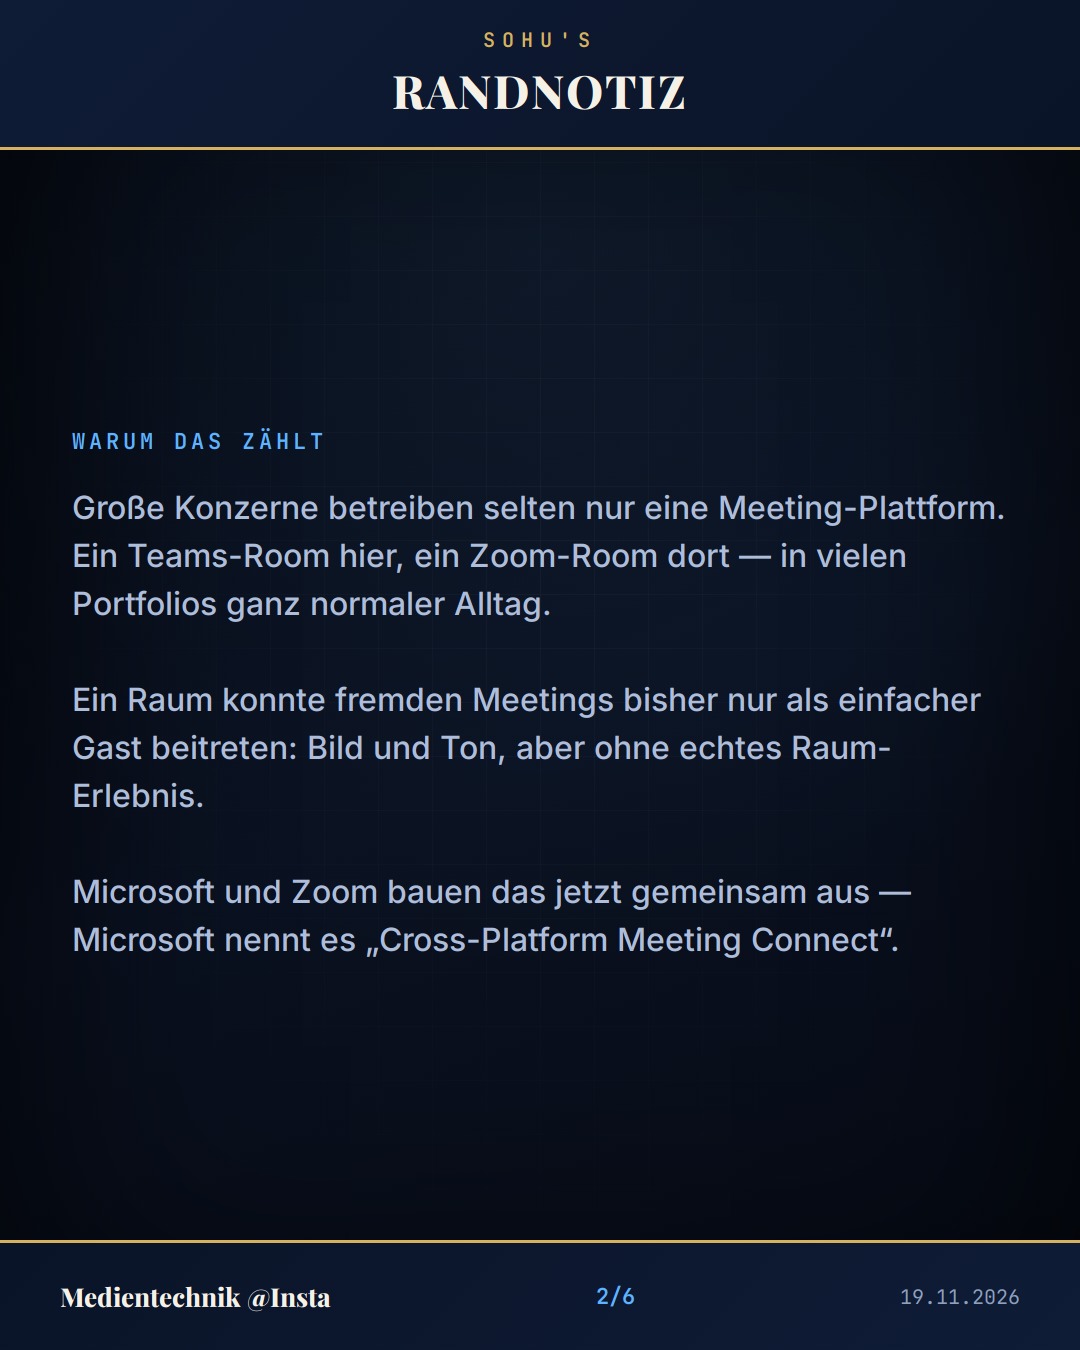 SOHU'S
RANDNOTIZ
WARUM DAS ZÄHLT
Große Konzerne betreiben selten nur eine Meeting-Plattform.
Ein Teams-Room hier, ein Zoom-Room dort — in vielen
Portfolios ganz normaler Alltag.
Ein Raum konnte fremden Meetings bisher nur als einfacher
Gast beitreten: Bild und Ton, aber ohne echtes Raum-
Erlebnis.
Microsoft und Zoom bauen das jetzt gemeinsam aus —
Microsoft nennt es „Cross-Platform Meeting Connect“.
Medientechnik @Insta
2/6
19.11.2026